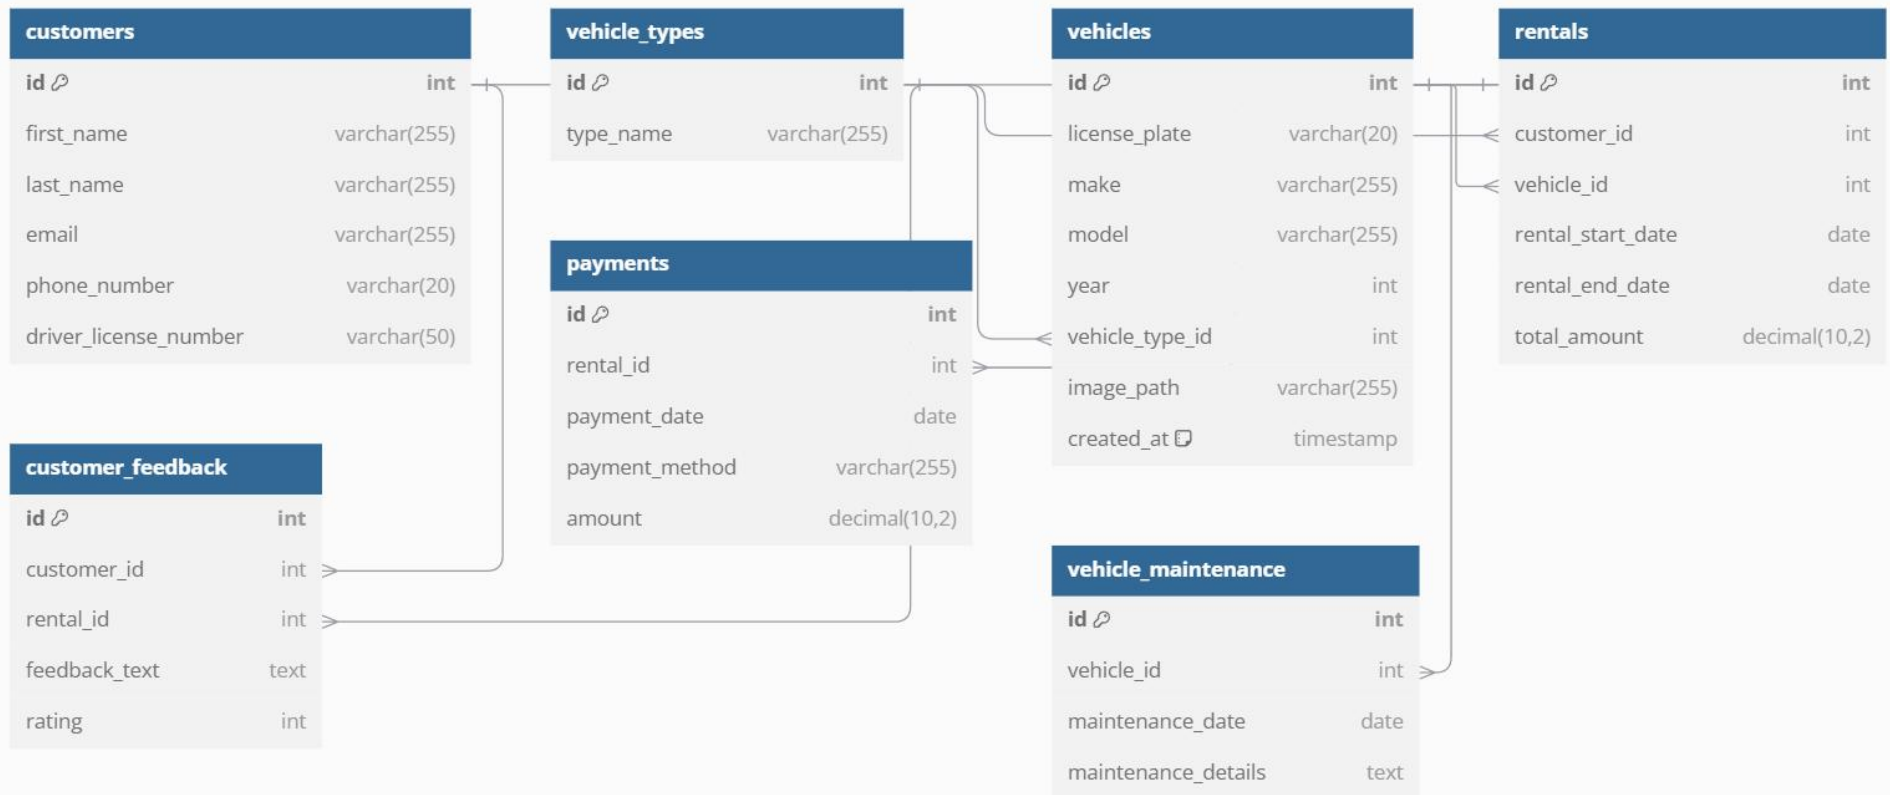 customers
id int
first_name varchar(255)
last_name varchar(255)
email varchar(255)
phone_number varchar(20)
driver_license_number varchar(50)
vehicle_types
id int
type_name varchar(255)
vehicles
id int
license_plate varchar(20)
make varchar(255)
model varchar(255)
year int
vehicle_type_id int
image_path varchar(255)
created_at timestamp
rentals
id int
customer_id int
vehicle_id int
rental_start_date date
rental_end_date date
total_amount decimal(10,2)
payments
id int
rental_id int
payment_date date
payment_method varchar(255)
amount decimal(10,2)
customer_feedback
id int
customer_id int
rental_id int
feedback_text text
rating int
vehicle_maintenance
id int
vehicle_id int
maintenance_date date
maintenance_details text